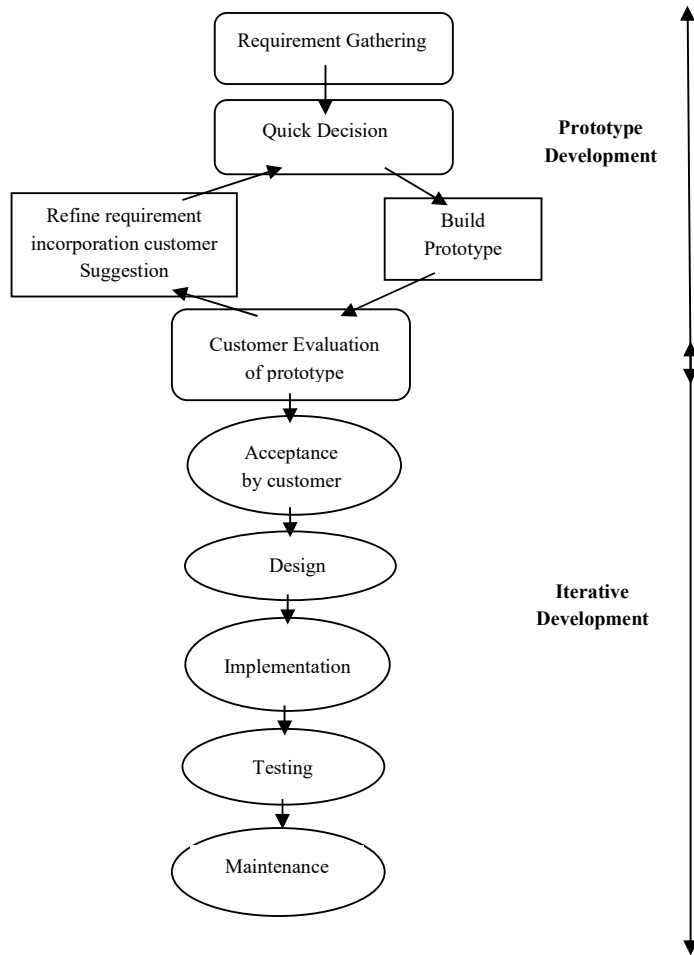 Requirement Gathering
Quick Decision
Prototype
Development
Refine requirement
incorporation customer
Suggestion
Build
Prototype
Customer Evaluation
of prototype
Acceptance
by customer
Design
Iterative
Development
Implementation
Testing
Maintenance